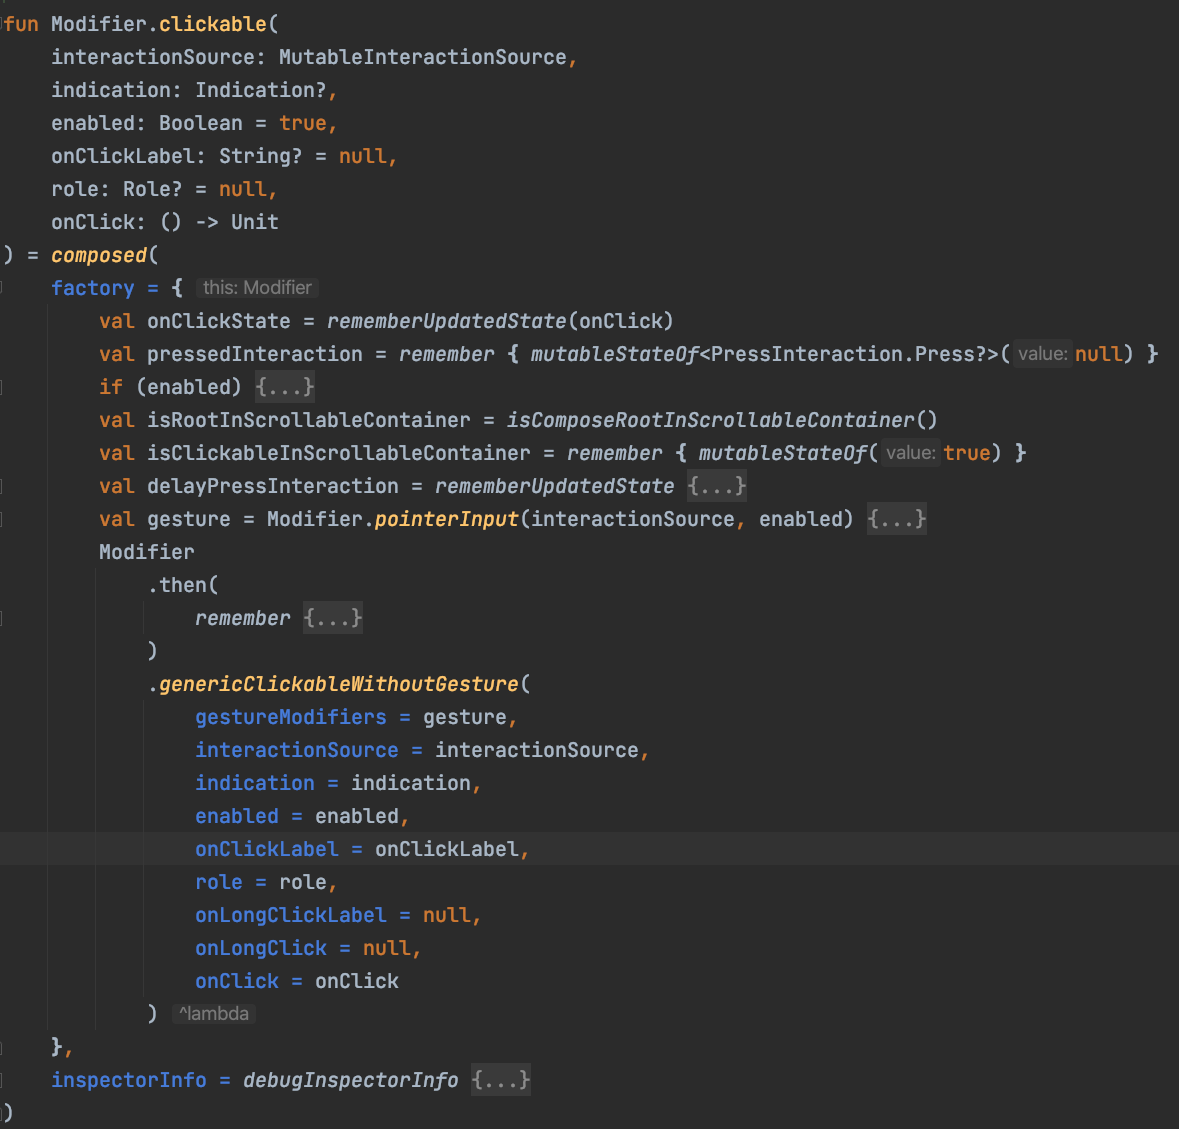 fun Modifier.clickable(
    interactionSource: MutableInteractionSource,
    indication: Indication?,
    enabled: Boolean = true,
    onClickLabel: String? = null,
    role: Role? = null,
    onClick: () -> Unit
) = composed(
    factory = { this: Modifier
        val onClickState = rememberUpdatedState(onClick)
        val pressedInteraction = remember { mutableStateOf<PressInteraction.Press?>( value: null) }
        if (enabled) {...}
        val isRootInScrollableContainer = isComposeRootInScrollableContainer()
        val isClickableInScrollableContainer = remember { mutableStateOf( value: true) }
        val delayPressInteraction = rememberUpdatedState {...}
        val gesture = Modifier.pointerInput(interactionSource, enabled) {...}
        Modifier
            .then(
                remember {...}
            )
            .genericClickableWithoutGesture(
                gestureModifiers = gesture,
                interactionSource = interactionSource,
                indication = indication,
                enabled = enabled,
                onClickLabel = onClickLabel,
                role = role,
                onLongClickLabel = null,
                onLongClick = null,
                onClick = onClick
            ) ^lambda
    },
    inspectorInfo = debugInspectorInfo {...}
)